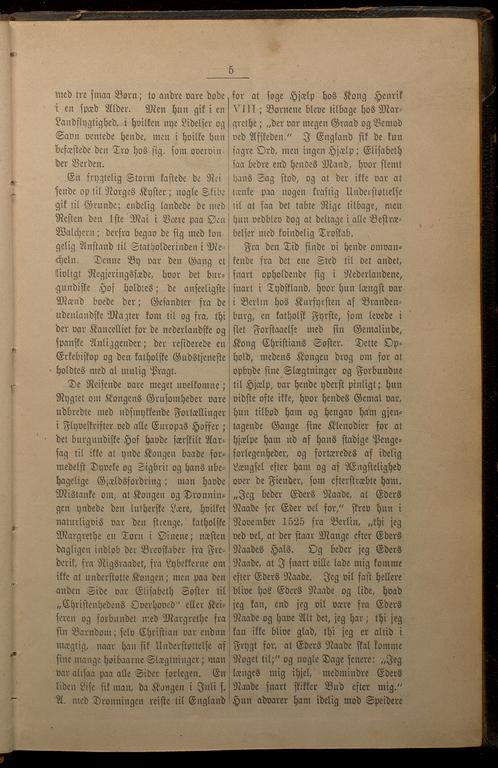 5
med tre smaa Børn; to andre vare døde
i en spæd Alder. Men hun gik i en
Landflygtighed, i hvilken nye Lidelser og
Savn ventede hende, men i hvilke hun
befæstede den Tro hos sig, som overvin-
der Verden.
En frygtelig Storm kastede de Rei
sende op til Norges Kyster; nogle Skibe
gik til Grunde; endelig landede de med
Resten den 1ste Mai i Bære paa Øen
Walchern; derfra begav de sig med kon-
gelig Anstand til Statholderinden i Me-
cheln. Denne By var den Gang et
livligt Regjeringssæde, hvor det bur-
gundiske Hof holdtes; de anseeligste
Mænd boede der; Gesandter fra de
udenlandske Magter kom til og fra, thi
der var Kancelliet for de nederlandske og
spanske Anliggender; der residerede en
Erkebiskop og den katholske Gudstjeneste
holdtes med al mulig Pragt.
De Reisende vare meget uvelkomne;
Rygtet om Kongens Grusomheder vare
udbredte med udsmykkende Fortællinger
i Flyveskrifter ved alle Europas Hoffer;
det burgundiske Hof havde særskilt Aar-
sag til ikke at ynde Kongen baade for-
medelst Dyveke og Sigbrit og hans ube-
hagelige Gjældsfordring; man havde
Mistanke om, at Kongen og Dronnin-
gen yndede den lutherske Lære, hvilket
naturligvis var den strenge, katholske
Margrethe en Torn i Øinene; næsten
dagligen indløb der Brevskaber fra Fre-
derik, fra Rigsraadet, fra Lybekkerne om
ikke at understøtte Kongen; men paa den
anden Side var Elisabeth Søster til
„Christenhedens Overhoved“ eller Kei-
seren og forbundet med Margrethe fra
sin Barndom; selv Christian var endnu
mægtig, naar han fik Understøttelse af
sine mange høibaarne Slægtninger; man
var altsaa paa alle Sider forlegen. En
liden Lise fik man, da Kongen i Juli s.
A. med Dronningen reiste til England
for at søge Hjælp hos Kong Henrik
VIII; Børnene bleve tilbage hos Mar-
grethe; „der var megen Graad og Vemod
ved Afskeden.“ I England fik de kun
fagre Ord, men ingen Hjælp; Elisabeth
saa bedre end hendes Mand, hvor slemt
hans Sag stod, og at der ikke var at
tænke paa nogen kraftig Understøttelse
til at faa det tabte Rige tilbage, men
hun vedblev dog at deltage i alle Bestræ-
belser med kvindelig Troskab.
Fra den Tid finde vi hende omvan-
kende fra det ene Sted til det andet,
snart opholdende sig i Nederlandene,
snart i Tydskland, hvor hun længst var
i Berlin hos Kurfyrsten af Branden-
burg, en katholsk Fyrste, som levede i
slet Forstaaelse med sin Gemalinde,
Kong Christians Søster. Dette Op-
hold, medens Kongen drog om for at
opbyde sine Slægtninger og Forbundne
til Hjælp, var hende yderst pinligt; hun
vidste ofte ikke, hvor hendes Gemal var,
hun tilbød ham og hengav ham gjen-
tagende Gange sine Klenodier for at
hjælpe ham ud af hans stadige Penge-
forlegenheder, og fortæredes af idelig
Længsel efter ham og af Ængstelighed
over de Fiender, som efterstræbte ham.
„Jeg beder Eders Naade, at Eders
Naade ser Eder vel for,“ skrev hun i
November 1525 fra Berlin, „thi jeg
ved vel, at der staar Mange efter Eders
Naades Hals. Og beder jeg Eders
Naade, at I snart ville lade mig komme
efter Eders Naade. Jeg vil fast hellere
blive hos Eders Naade og lide, hvad
jeg kan, end jeg vil være fra Eders
Naade og have Alt det, jeg har; thi jeg
kan ikke blive glad, thi jeg er altid i
Frygt for, at Eders Naade skal komme
Noget til;“ og nogle Dage senere: „Jeg
længes mig ihjel, medmindre Eders
Naade snart skikker Bud efter mig.“
Hun advarer ham idelig mod Speidere